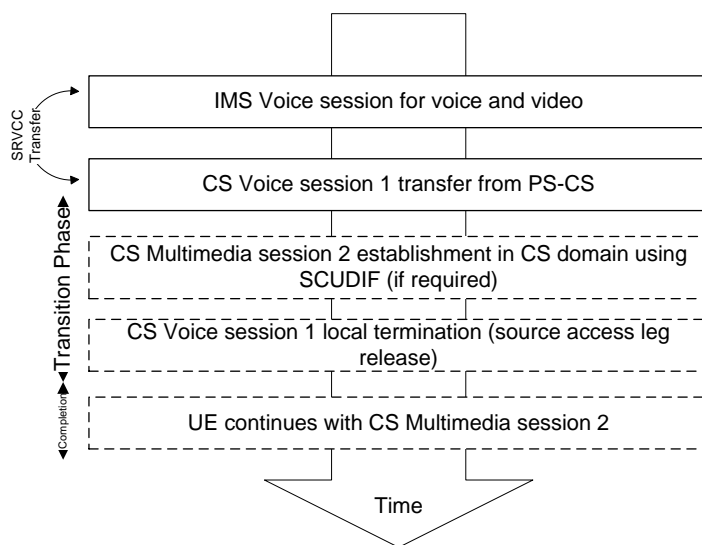 IMS Voice session for voice and video
SRVCC
Transfer
CS Voice session 1 transfer from PS-CS
Transition Phase
CS Multimedia session 2 establishment in CS domain using
SCUDIF (if required)
CS Voice session 1 local termination (source access leg
release)
Completion
UE continues with CS Multimedia session 2
Time